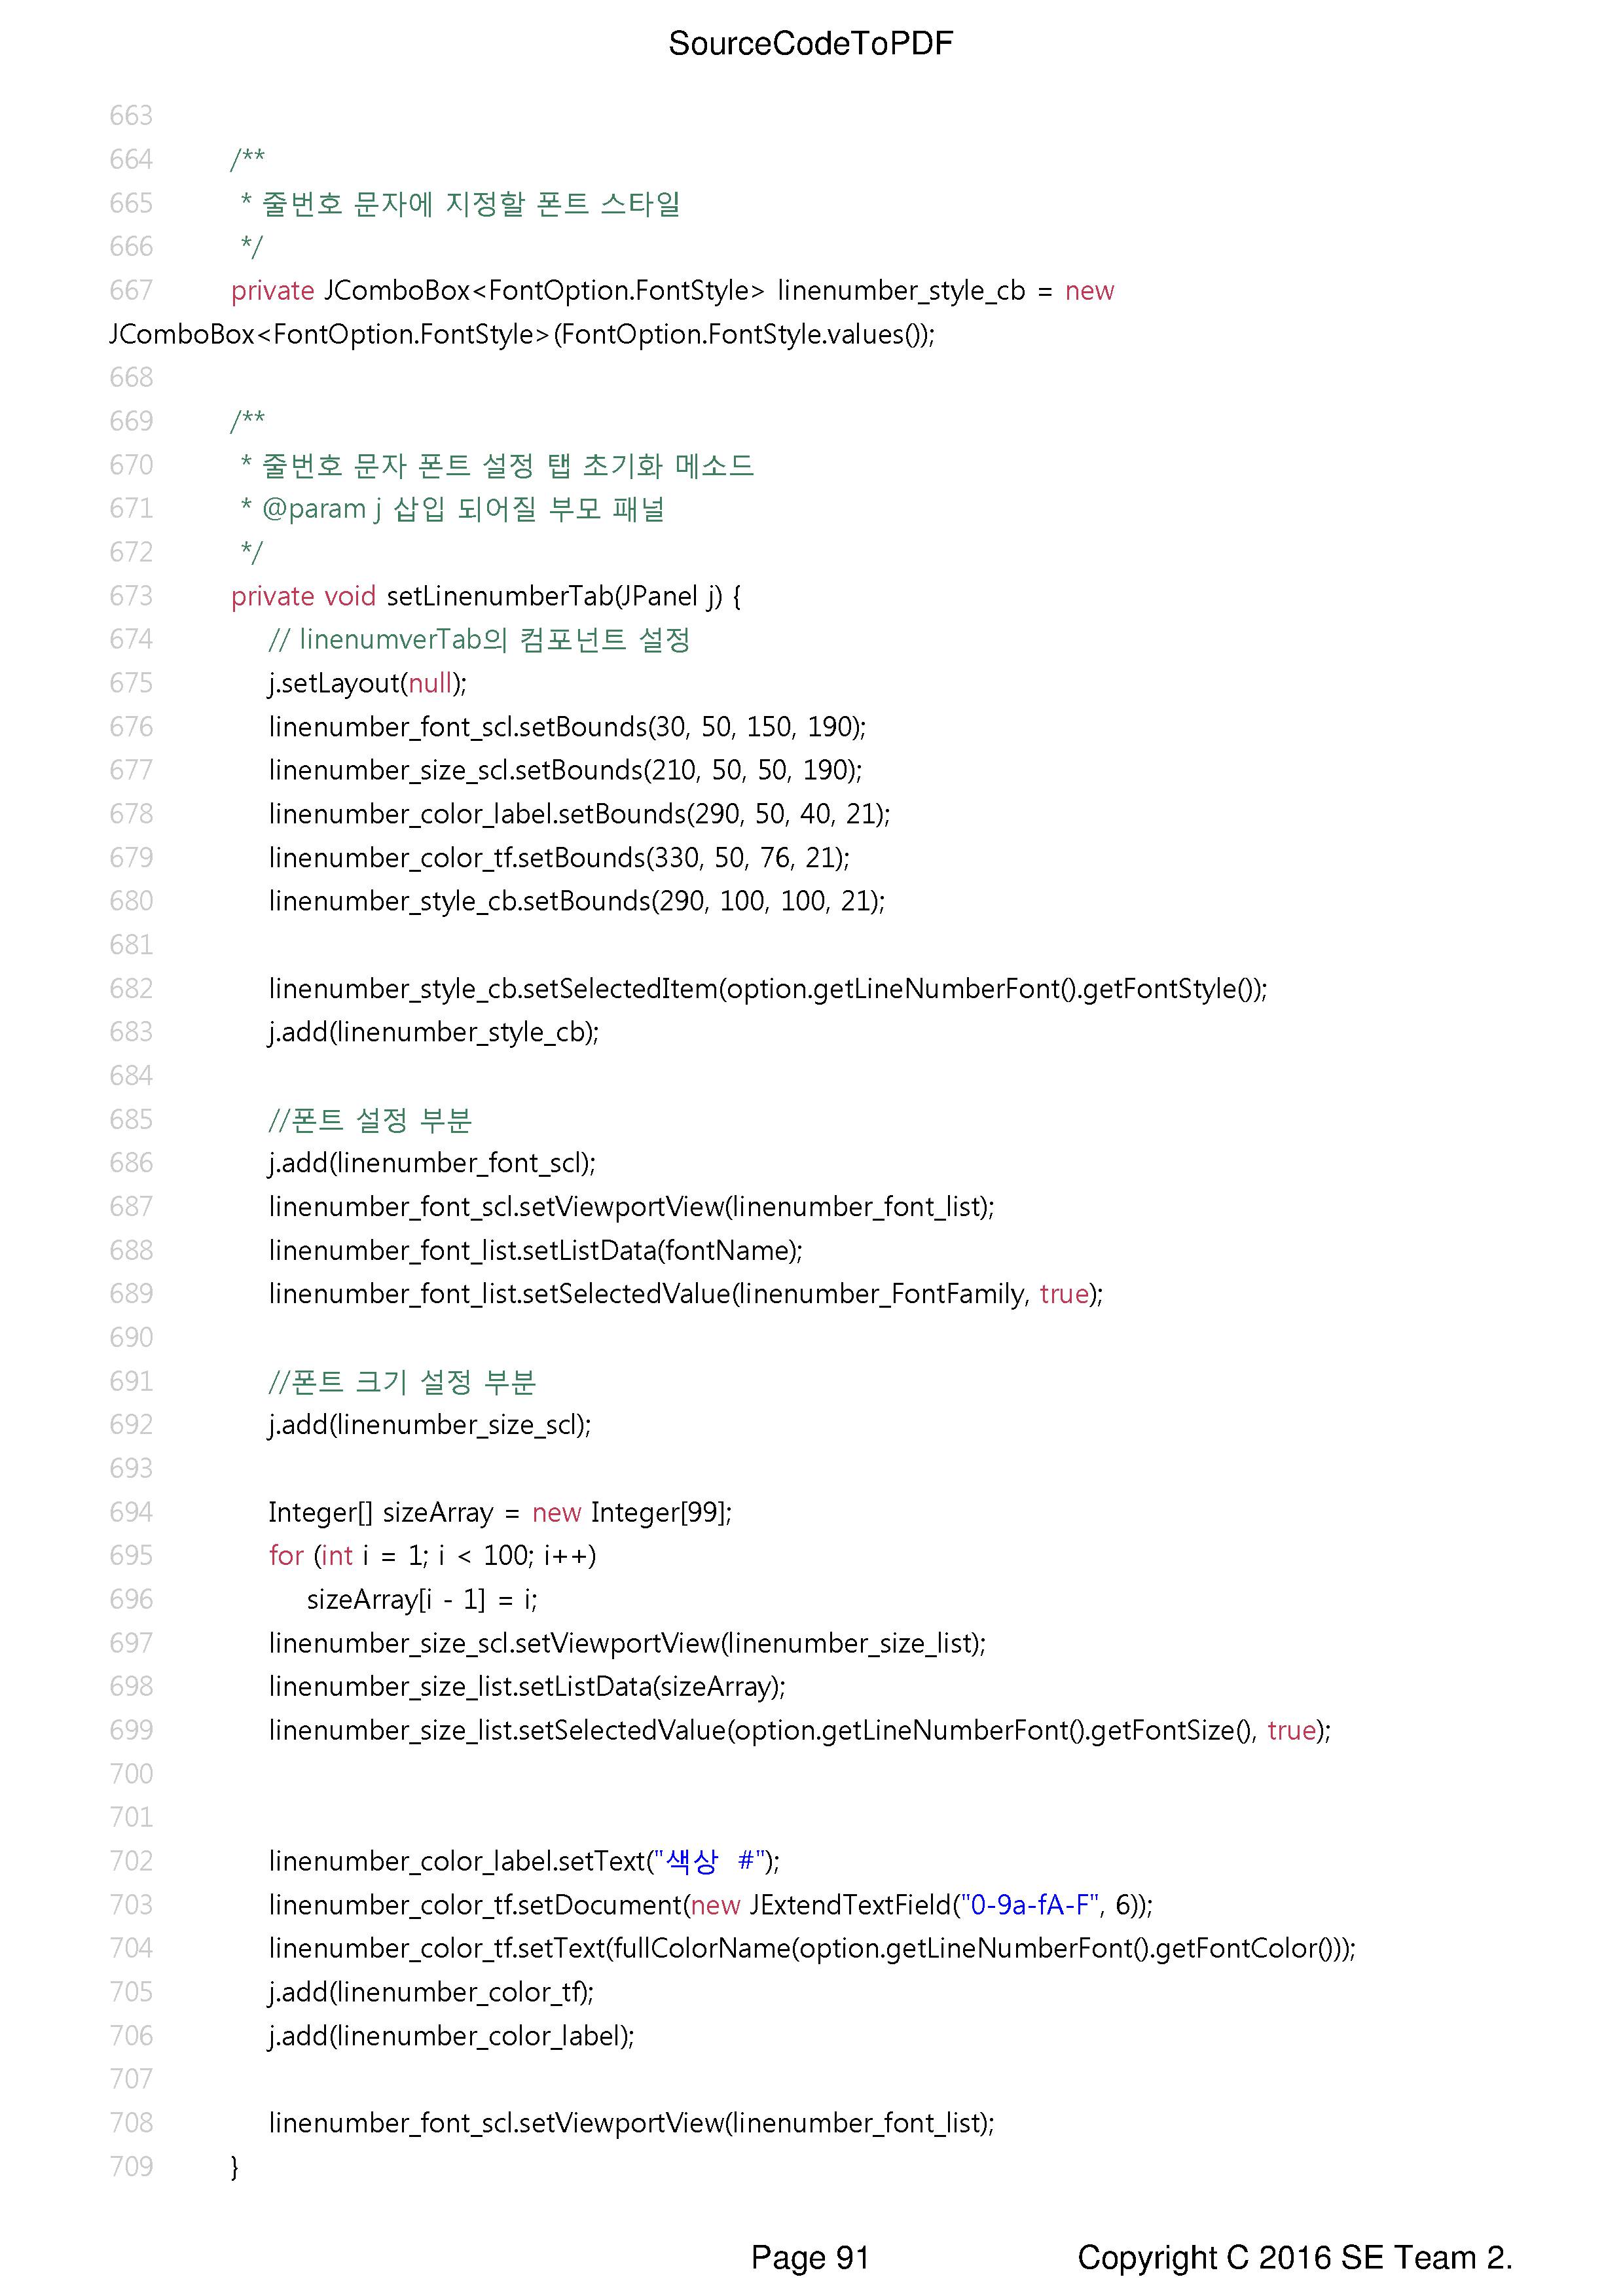 SourceCodeToPDF
663
664 /**
665 * 줄번호 문자에 지정할 폰트 스타일
666 */
667 private JComboBox<FontOption.FontStyle> linenumber_style_cb = new
JComboBox<FontOption.FontStyle>(FontOption.FontStyle.values());
668
669 /**
670 * 줄번호 문자 폰트 설정 탭 초기화 메소드
671 * @param j 삽입 되어질 부모 패널
672 */
673 private void setLinenumberTab(JPanel j) {
674 // linenumverTab의 컴포넌트 설정
675 j.setLayout(null);
676 linenumber_font_scl.setBounds(30, 50, 150, 190);
677 linenumber_size_scl.setBounds(210, 50, 50, 190);
678 linenumber_color_label.setBounds(290, 50, 40, 21);
679 linenumber_color_tf.setBounds(330, 50, 76, 21);
680 linenumber_style_cb.setBounds(290, 100, 100, 21);
681
682 linenumber_style_cb.setSelectedItem(option.getLineNumberFont().getFontStyle());
683 j.add(linenumber_style_cb);
684
685 //폰트 설정 부분
686 j.add(linenumber_font_scl);
687 linenumber_font_scl.setViewportView(linenumber_font_list);
688 linenumber_font_list.setListData(fontName);
689 linenumber_font_list.setSelectedValue(linenumber_FontFamily, true);
690
691 //폰트 크기 설정 부분
692 j.add(linenumber_size_scl);
693
694 Integer[] sizeArray = new Integer[99];
695 for (int i = 1; i < 100; i++)
696 sizeArray[i - 1] = i;
697 linenumber_size_scl.setViewportView(linenumber_size_list);
698 linenumber_size_list.setListData(sizeArray);
699 linenumber_size_list.setSelectedValue(option.getLineNumberFont().getFontSize(), true);
700
701
702 linenumber_color_label.setText("색상  #");
703 linenumber_color_tf.setDocument(new JExtendTextField("0-9a-fA-F", 6));
704 linenumber_color_tf.setText(fullColorName(option.getLineNumberFont().getFontColor()));
705 j.add(linenumber_color_tf);
706 j.add(linenumber_color_label);
707
708 linenumber_font_scl.setViewportView(linenumber_font_list);
709 }
Page 91 Copyright C 2016 SE Team 2.